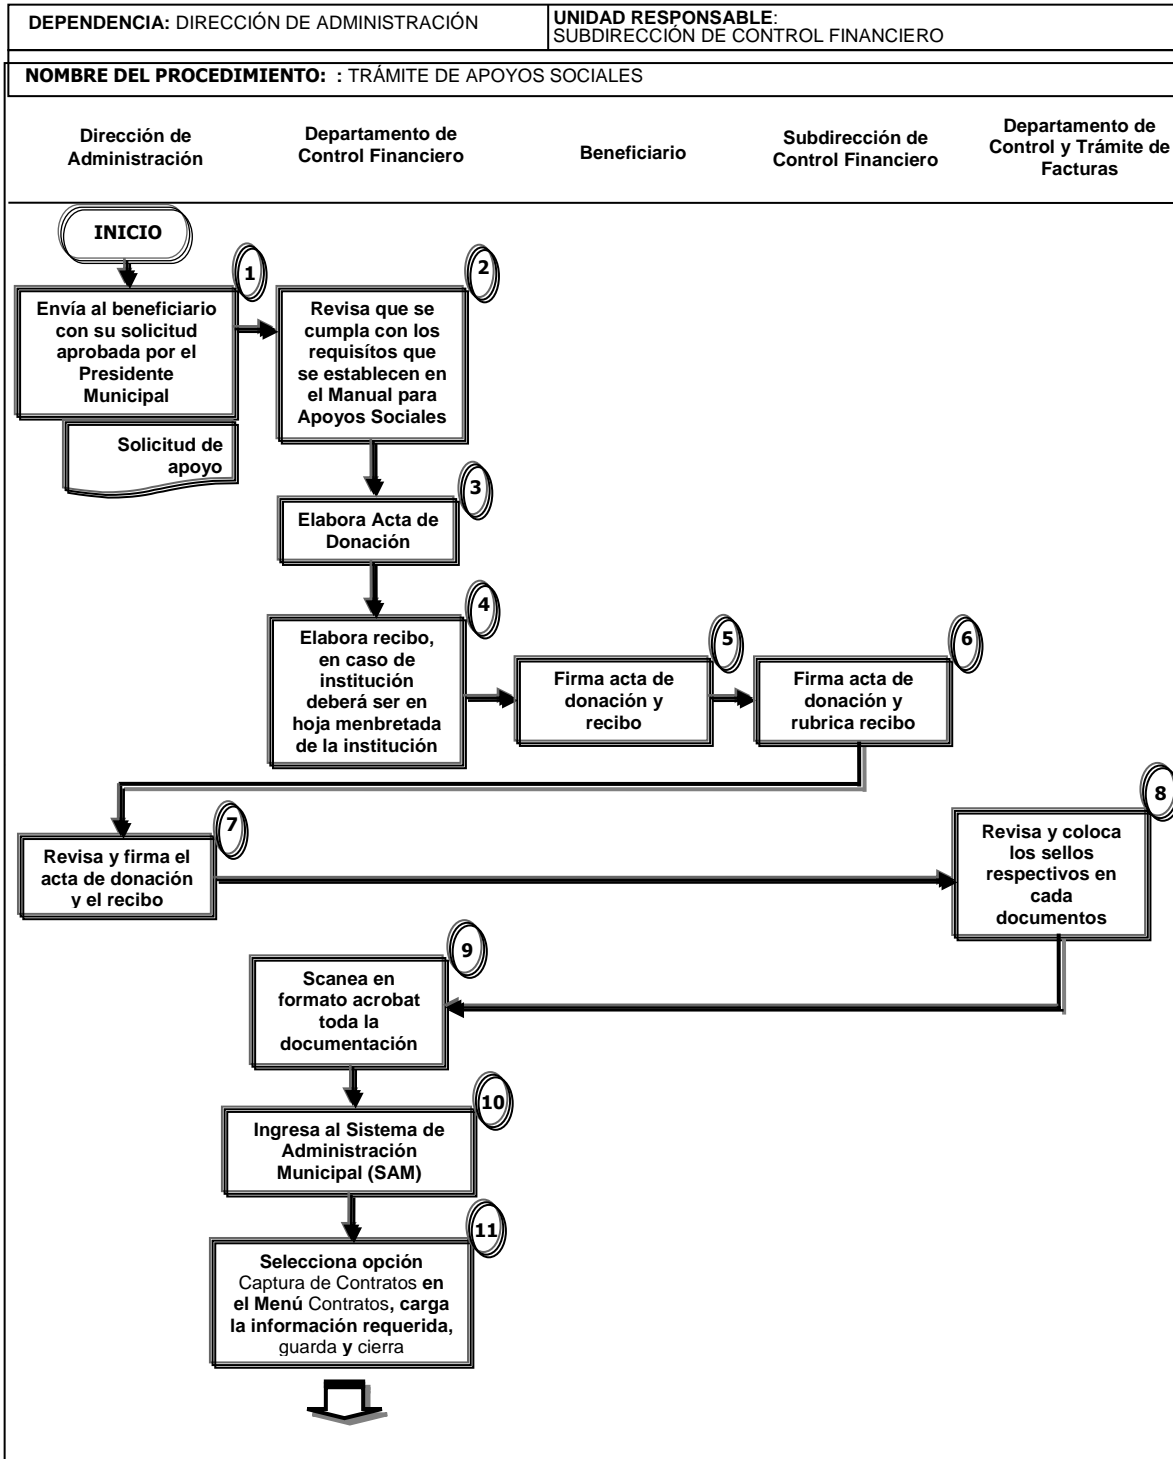 DEPENDENCIA: DIRECCIÓN DE ADMINISTRACIÓN
UNIDAD RESPONSABLE:
SUBDIRECCIÓN DE CONTROL FINANCIERO
NOMBRE DEL PROCEDIMIENTO: : TRÁMITE DE APOYOS SOCIALES
Dirección de
Administración
Departamento de
Control Financiero
Beneficiario
Subdirección de
Control Financiero
Departamento de
Control y Trámite de
Facturas
INICIO
1
Envía al beneficiario
con su solicitud
aprobada por el
Presidente
Municipal
Solicitud de
apoyo
2
Revisa que se
cumpla con los
requisítos que
se establecen en
el Manual para
Apoyos Sociales
3
Elabora Acta de
Donación
4
Elabora recibo,
en caso de
institución
deberá ser en
hoja menbretada
de la institución
5
Firma acta de
donación y
recibo
6
Firma acta de
donación y
rubrica recibo
7
Revisa y firma el
acta de donación
y el recibo
8
Revisa y coloca
los sellos
respectivos en
cada
documentos
9
Scanea en
formato acrobat
toda la
documentación
10
Ingresa al Sistema de
Administración
Municipal (SAM)
11
Selecciona opción
Captura de Contratos en
el Menú Contratos, carga
la información requerida,
guarda y cierra